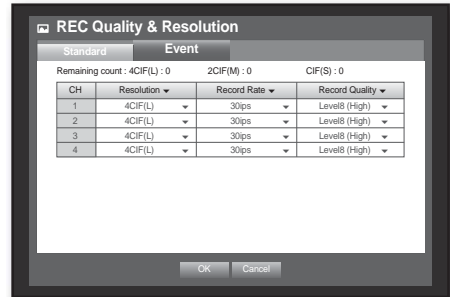 REC Quality & Resolution
Standard Event
Remaining count : 4CIF(L) : 0 2CIF(M) : 0 CIF(S) : 0
CH Resolution Record Rate Record Quality
1 4CIF(L) 30ips Level8 (High)
2 4CIF(L) 30ips Level8 (High)
3 4CIF(L) 30ips Level8 (High)
4 4CIF(L) 30ips Level8 (High)
OK Cancel